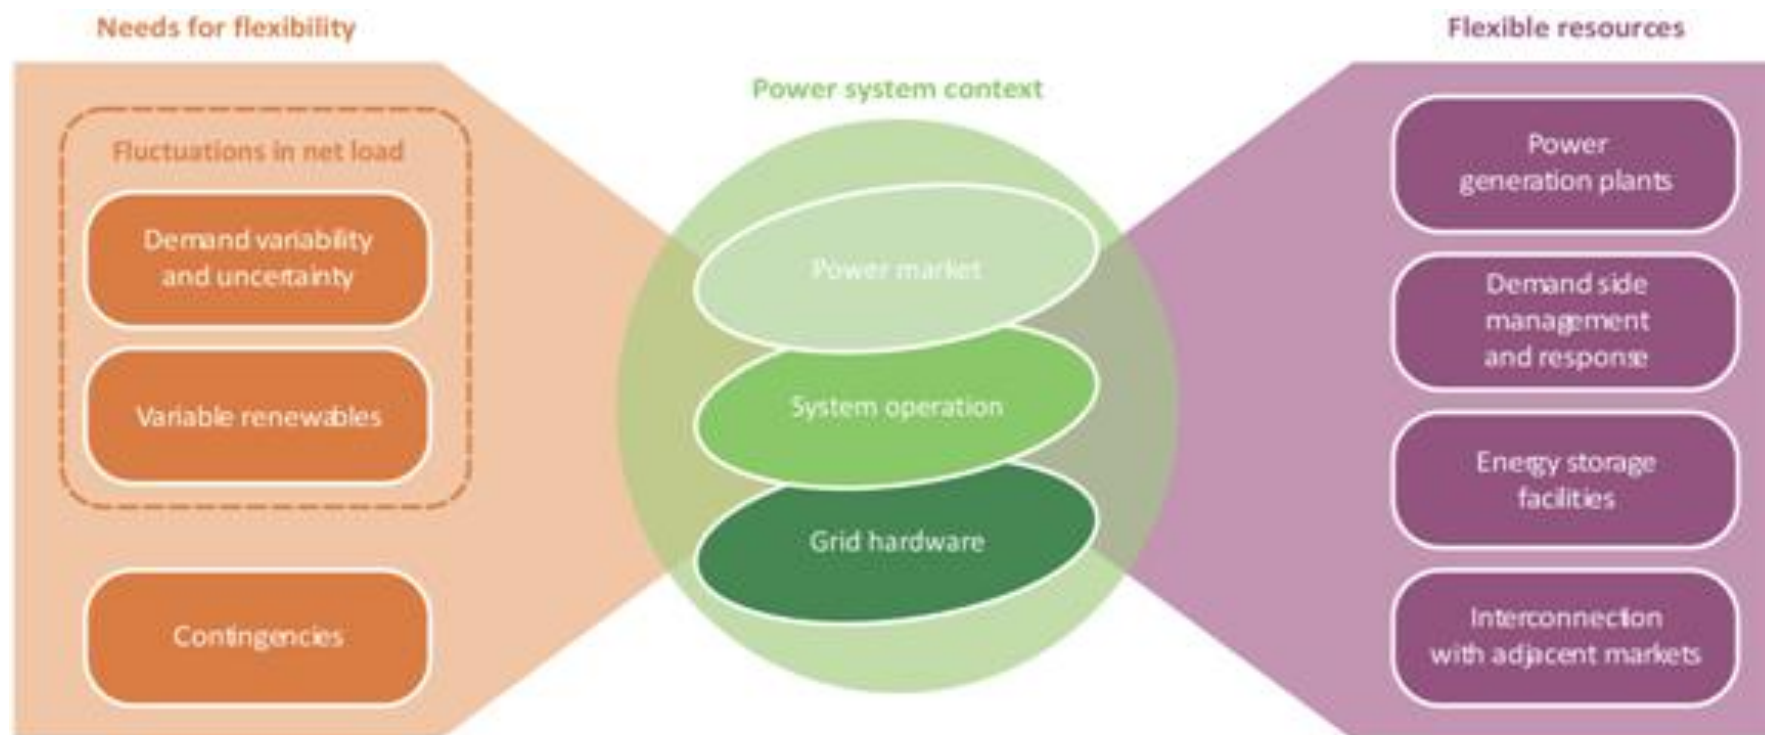 Needs for flexibility
Fluctuations in net load
Demand variability
and uncertainty
Variable renewables
Contingencies
Power system context
Power market
System operation
Grid hardware
Flexible resources
Power
generation plants
Demand side
management
and response
Energy storage
facilities
Interconnection
with adjacent markets